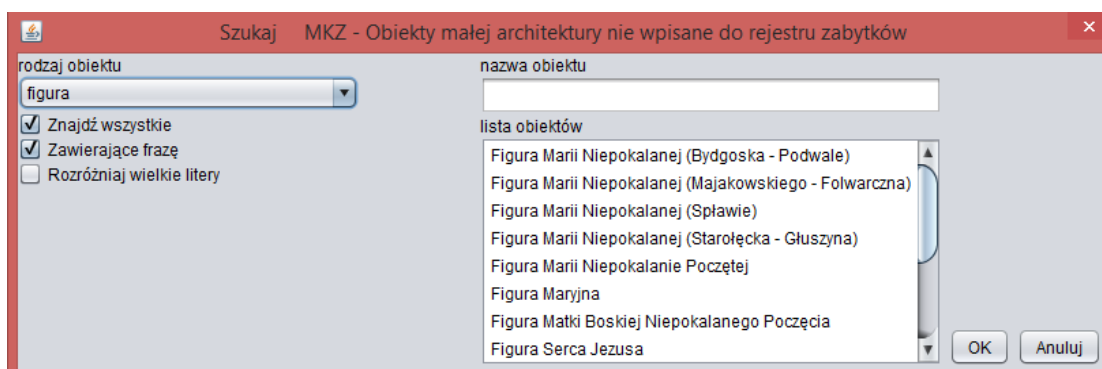 Szukaj MKZ - Obiekty małej architektury nie wpisane do rejestru zabytków
rodzaj obiektu
figura
Znajdź wszystkie
Zawierające frazę
Rozróżniaj wielkie litery
nazwa obiektu
lista obiektów
Figura Marii Niepokalanej (Bydgoska - Podwale)
Figura Marii Niepokalanej (Majakowskiego - Folwarczna)
Figura Marii Niepokalanej (Spławie)
Figura Marii Niepokalanej (Starołęcka - Głuszyna)
Figura Marii Niepokalanie Poczętej
Figura Maryjna
Figura Matki Boskiej Niepokalanego Poczęcia
Figura Serca Jezusa
OK
Anuluj